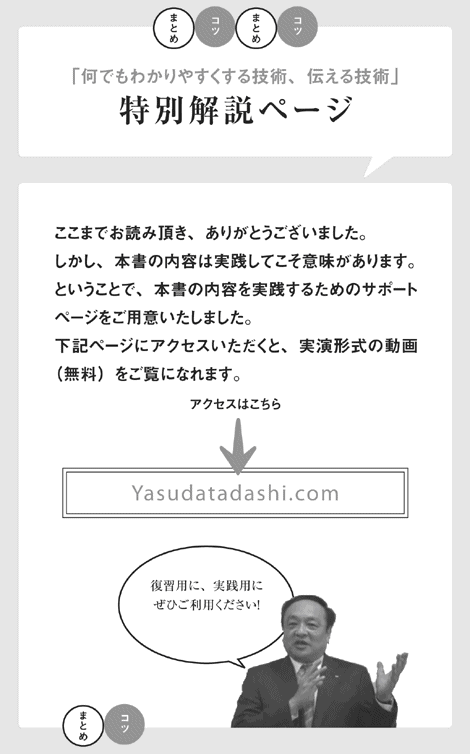 まとめ
コツ
まとめ
コツ
「何でもわかりやすくする技術、伝える技術」
特別解説ページ
ここまでお読み頂き、ありがとうございました。
しかし、本書の内容は実践してこそ意味があります。
ということで、本書の内容を実践するためのサポート
ページをご用意いたしました。
下記ページにアクセスいただくと、実演形式の動画
（無料）をご覧になれます。
アクセスはこちら
Yasudatadashi.com
復習用に、実践用に
ぜひご利用ください!
まとめ
コツ